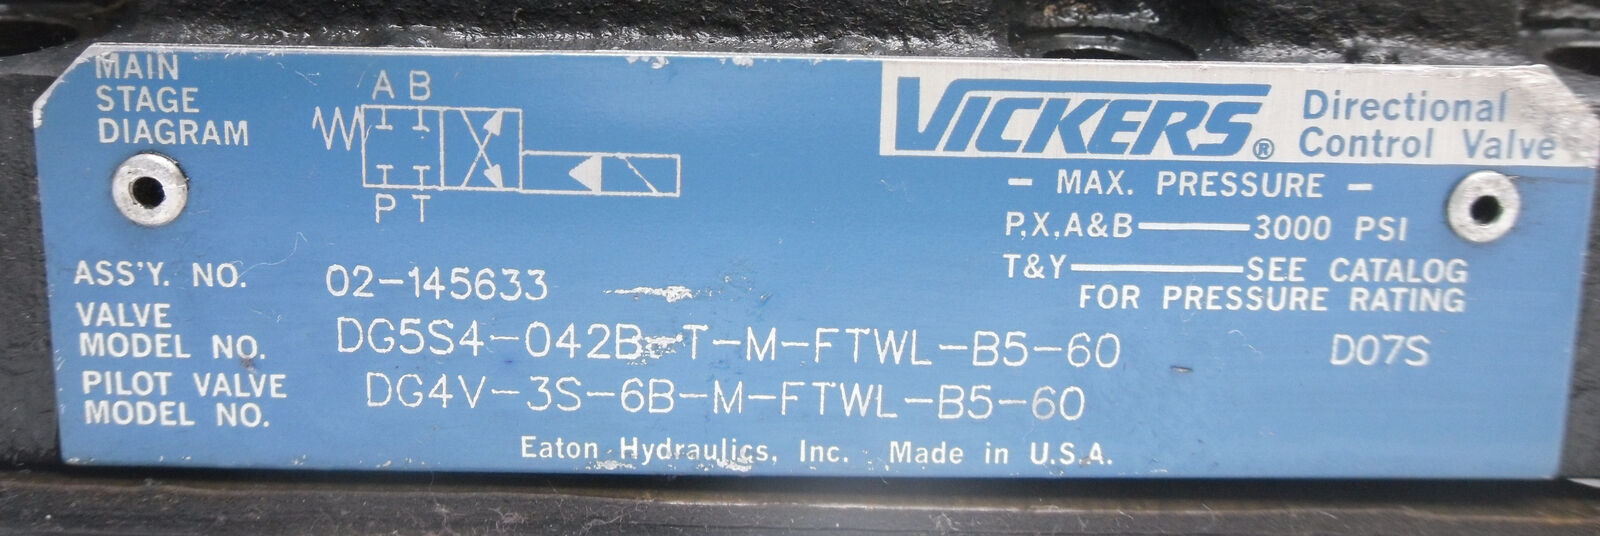 MAIN
STAGE
DIAGRAM
A B
P T
VICKERS® Directional
Control Valve
- MAX. PRESSURE -
P,X,A&B — 3000 PSI
T&Y — SEE CATALOG
FOR PRESSURE RATING
ASS'Y. NO. 02-145633
VALVE
MODEL NO. DG5S4-042B-T-M-FTWL-B5-60 D07S
PILOT VALVE
MODEL NO. DG4V-3S-6B-M-FTWL-B5-60
Eaton Hydraulics, Inc. Made in U.S.A.